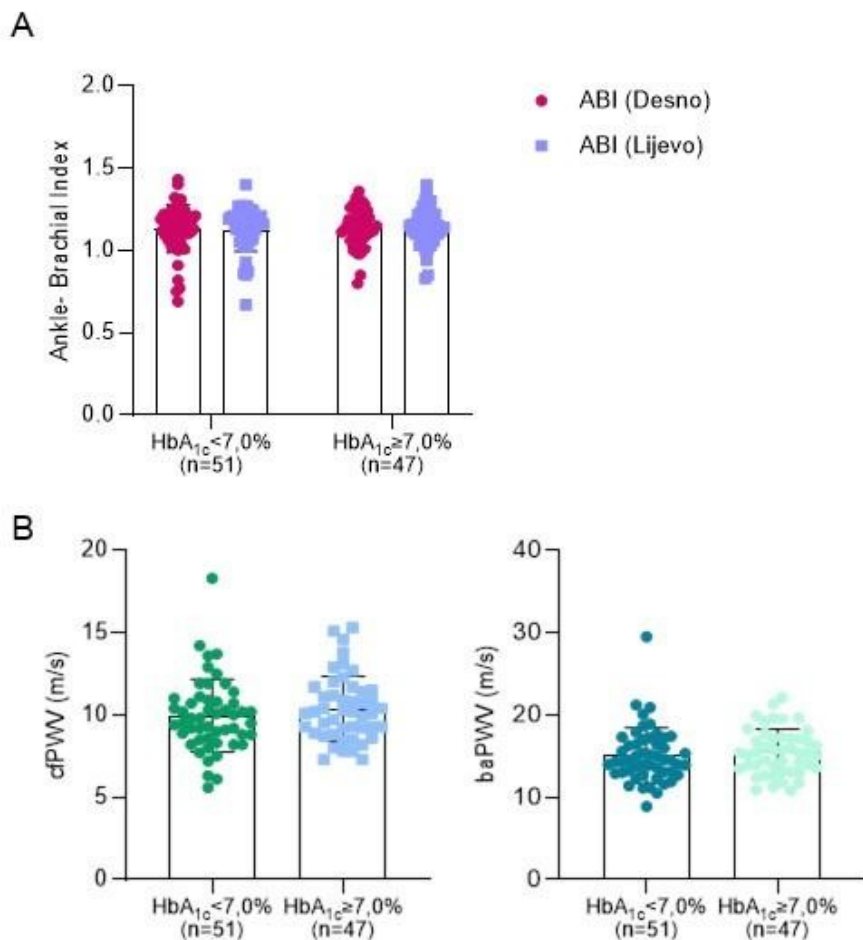 A
Ankle- Brachial Index
2.0
1.5
1.0
0.5
0.0
HbA1c<7,0%
(n=51)
HbA1c≥7,0%
(n=47)
ABI (Desno)
ABI (Lijevo)
B
cfPWV (m/s)
20
15
10
5
0
HbA1c<7,0%
(n=51)
HbA1c≥7,0%
(n=47)
baPWV (m/s)
40
30
20
10
0
HbA1c<7,0%
(n=51)
HbA1c≥7,0%
(n=47)